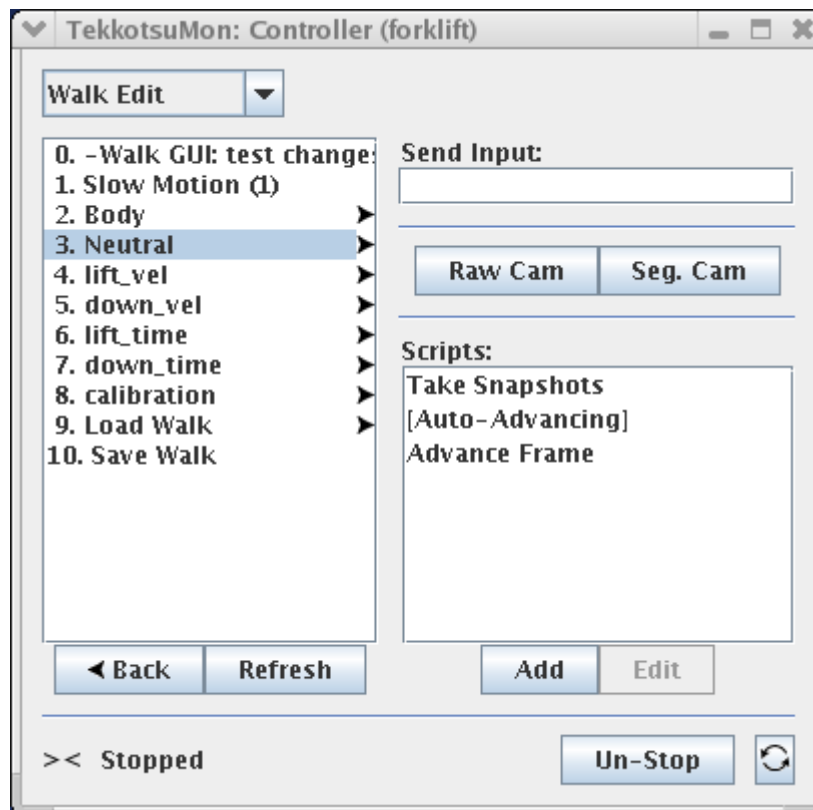 TekkotsuMon: Controller (forklift)
Walk Edit
0. -Walk GUI: test changes
1. Slow Motion (1)
2. Body
3. Neutral
4. lift_vel
5. down_vel
6. lift_time
7. down_time
8. calibration
9. Load Walk
10. Save Walk
Back
Refresh
Send Input:
Raw Cam
Seg. Cam
Scripts:
Take Snapshots
[Auto-Advancing]
Advance Frame
Add
Edit
>< Stopped
Un-Stop